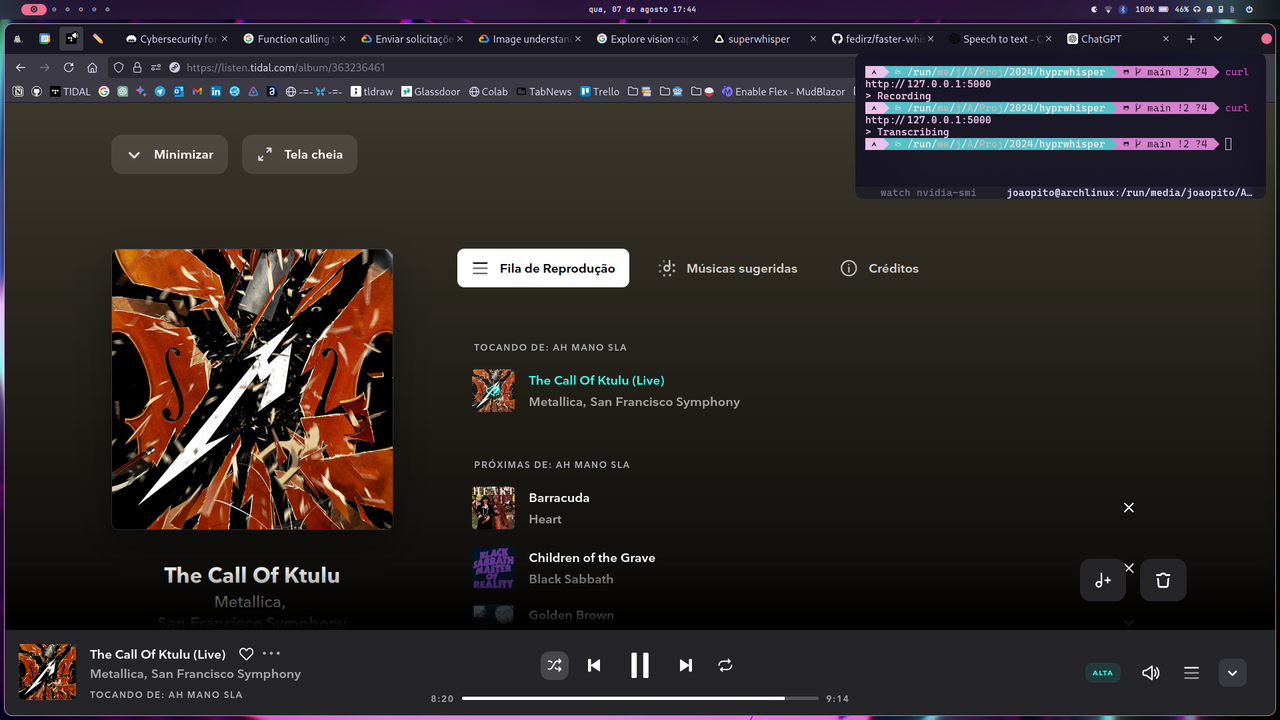 qua, 07 de agosto 17:44
100%
46%
Cybersecurity for
Function calling
Enviar solicitaçõe
Image understan
Explore vision ca
superwhisper
fedirz/faster-whi
Speech to text - O
ChatGPT
https://listen.tidal.com/album/363236461
TIDAL
-=-
-=-
tldraw
Glassdoor
Colab
TabNews
Trello
Enable Flex - MudBlazor
/run/me/j/A/Proj/2024/hyprwhisper main !2 ?4 curl
http://127.0.0.1:5000
> Recording
/run/me/j/A/Proj/2024/hyprwhisper main !2 ?4 curl
http://127.0.0.1:5000
> Transcribing
/run/me/j/A/Proj/2024/hyprwhisper main !2 ?4
watch nvidia-smi joaopito@archlinux:/run/media/joaopito/A…
Minimizar
Tela cheia
Fila de Reprodução
Músicas sugeridas
Créditos
TOCANDO DE: AH MANO SLA
The Call Of Ktulu (Live)
Metallica, San Francisco Symphony
PRÓXIMAS DE: AH MANO SLA
Barracuda
Heart
BLACK SABBATH MASTER OF REALITY
Children of the Grave
Black Sabbath
Golden Brown
The Call Of Ktulu
Metallica,
San Francisco Symphony
The Call Of Ktulu (Live)
Metallica, San Francisco Symphony
TOCANDO DE: AH MANO SLA
8:20
9:14
ALTA